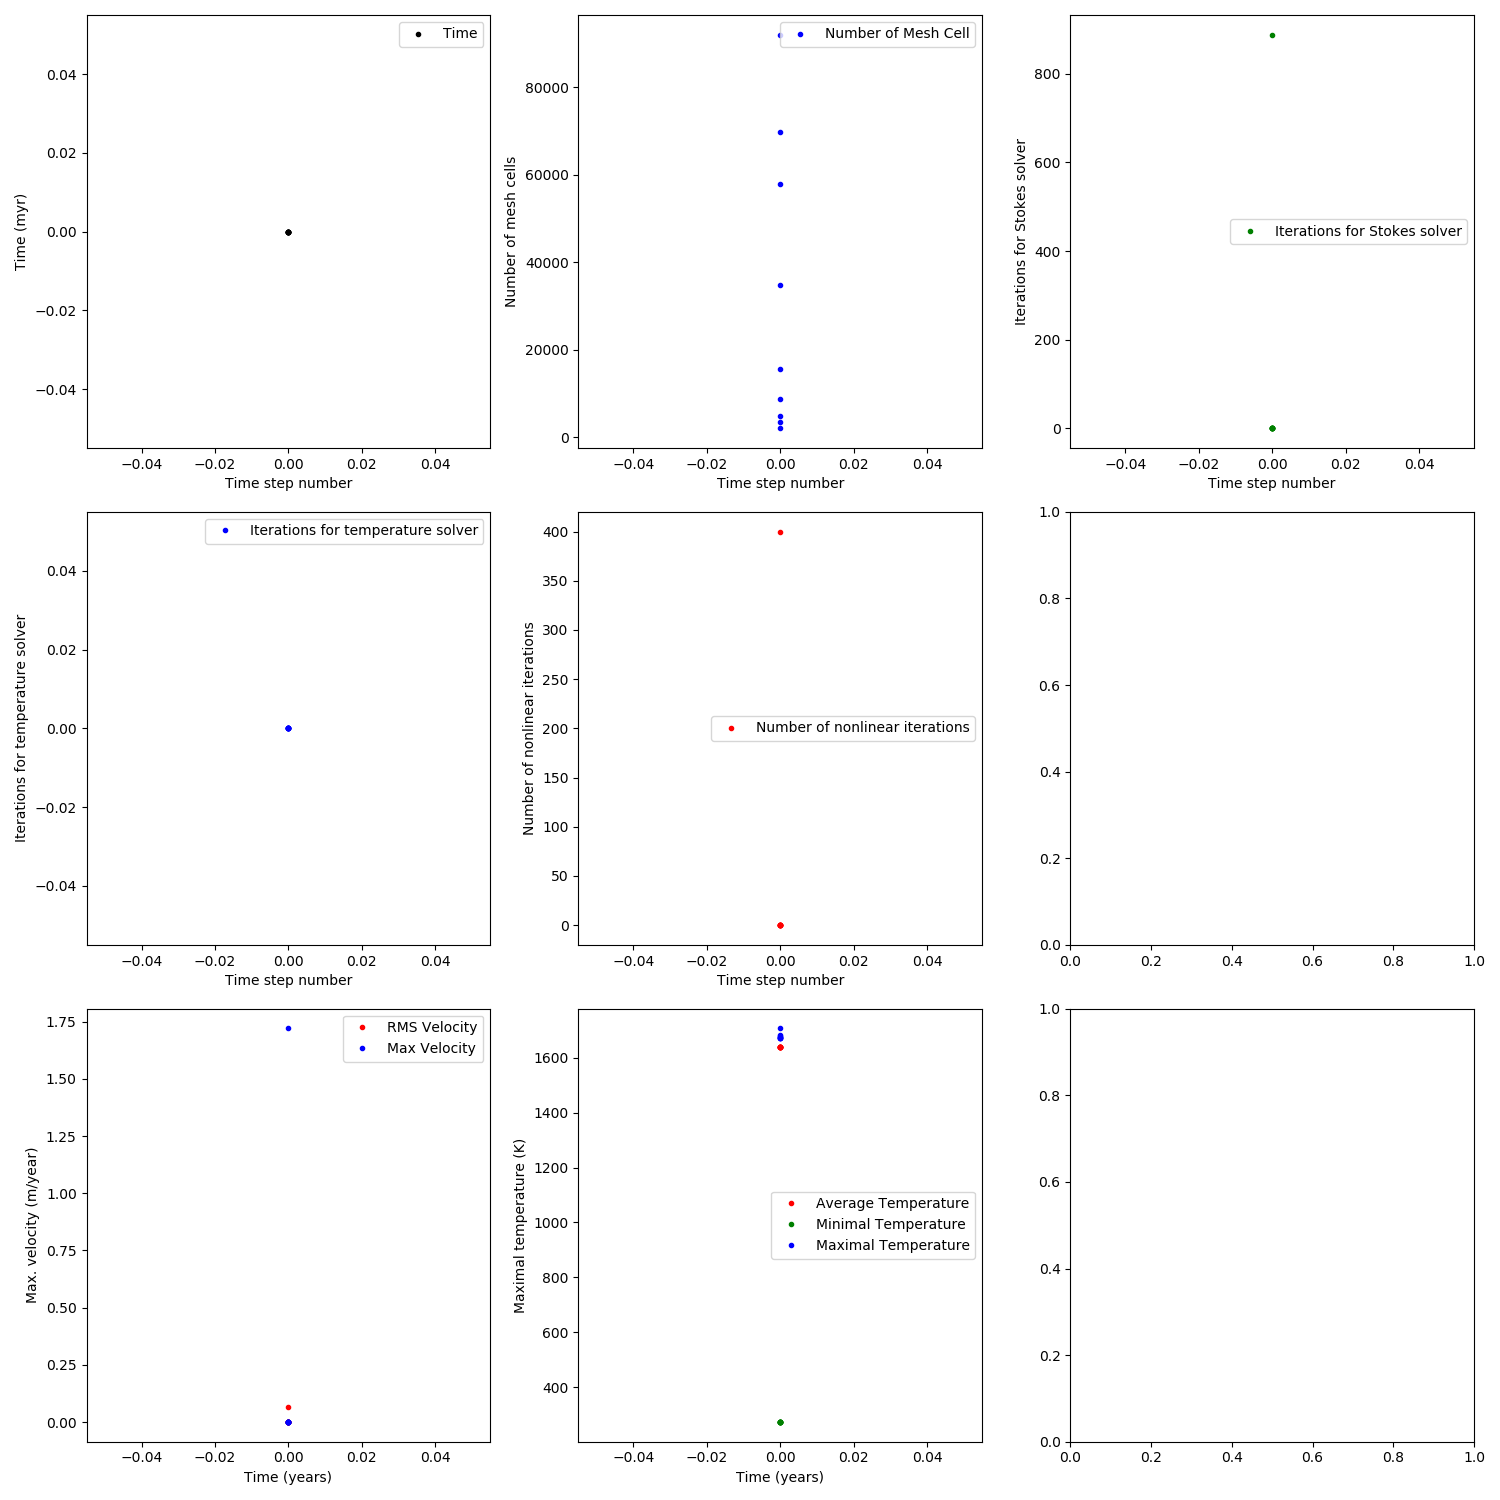 Time
0.04
0.02
0.00
−0.02
−0.04
Time (myr)
−0.04 −0.02 0.00 0.02 0.04
Time step number
Number of Mesh Cell
80000
60000
40000
20000
0
Number of mesh cells
−0.04 −0.02 0.00 0.02 0.04
Time step number
800
600
400
200
0
Iterations for Stokes solver
Iterations for Stokes solver
−0.04 −0.02 0.00 0.02 0.04
Time step number
Iterations for temperature solver
0.04
0.02
0.00
−0.02
−0.04
Iterations for temperature solver
−0.04 −0.02 0.00 0.02 0.04
Time step number
400
350
300
250
200
150
100
50
0
Number of nonlinear iterations
Number of nonlinear iterations
−0.04 −0.02 0.00 0.02 0.04
Time step number
1.0
0.8
0.6
0.4
0.2
0.0
0.0 0.2 0.4 0.6 0.8 1.0
RMS Velocity
Max Velocity
1.75
1.50
1.25
1.00
0.75
0.50
0.25
0.00
Max. velocity (m/year)
−0.04 −0.02 0.00 0.02 0.04
Time (years)
1600
1400
1200
1000
800
600
400
Maximal temperature (K)
Average Temperature
Minimal Temperature
Maximal Temperature
−0.04 −0.02 0.00 0.02 0.04
Time (years)
1.0
0.8
0.6
0.4
0.2
0.0
0.0 0.2 0.4 0.6 0.8 1.0